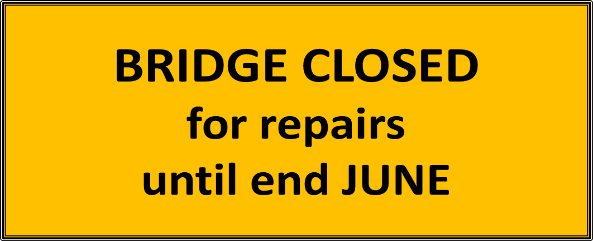 BRIDGE CLOSED
for repairs
until end JUNE